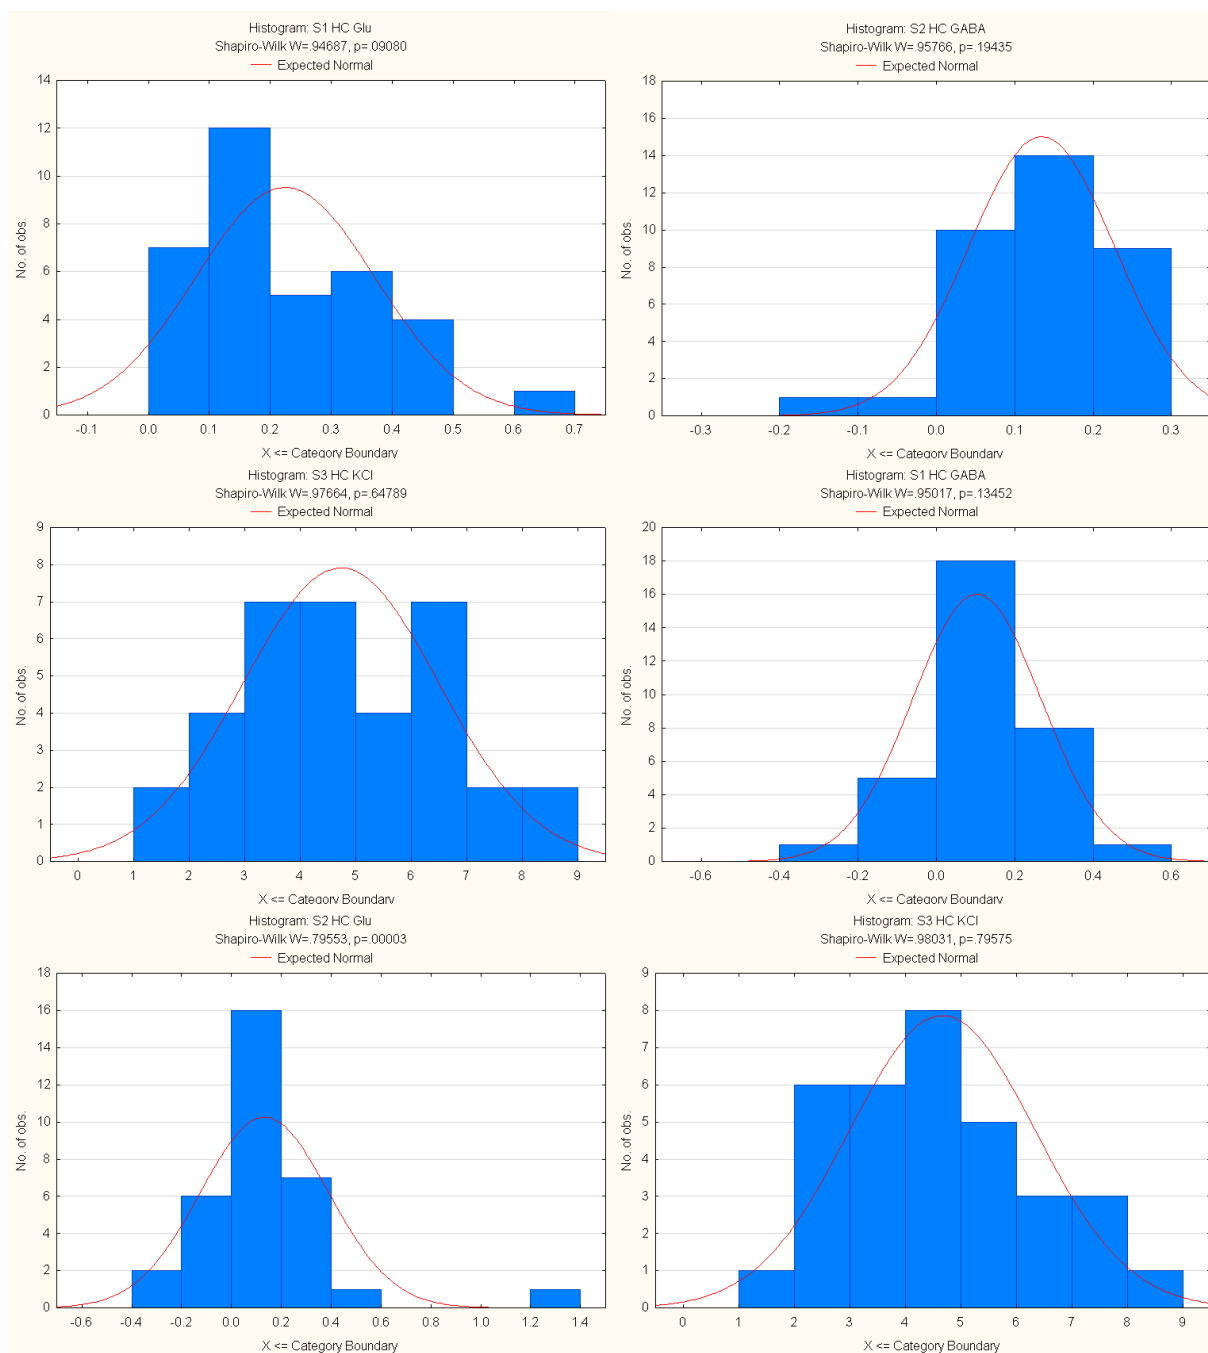 Histogram: S1 HC Glu
Shapiro-Wilk W=.94687, p=.09080
Expected Normal
14
12
10
8
6
4
2
0
No. of obs.
-0.1 0.0 0.1 0.2 0.3 0.4 0.5 0.6 0.7
X <= Category Boundary
Histogram: S2 HC GABA
Shapiro-Wilk W=.95766, p=.19435
Expected Normal
18
16
14
12
10
8
6
4
2
0
No. of obs.
-0.3 -0.2 -0.1 0.0 0.1 0.2 0.3
X <= Category Boundary
Histogram: S3 HC KCl
Shapiro-Wilk W=.97664, p=.64789
Expected Normal
9
8
7
6
5
4
3
2
1
0
No. of obs.
0 1 2 3 4 5 6 7 8 9
X <= Category Boundary
Histogram: S1 HC GABA
Shapiro-Wilk W=.95017, p=.13452
Expected Normal
20
18
16
14
12
10
8
6
4
2
0
No. of obs.
-0.6 -0.4 -0.2 0.0 0.2 0.4 0.6
X <= Category Boundary
Histogram: S2 HC Glu
Shapiro-Wilk W=.79553, p=.00003
Expected Normal
18
16
14
12
10
8
6
4
2
0
No. of obs.
-0.6 -0.4 -0.2 0.0 0.2 0.4 0.6 0.8 1.0 1.2 1.4
X <= Category Boundary
Histogram: S3 HC KCl
Shapiro-Wilk W=.98031, p=.79575
Expected Normal
9
8
7
6
5
4
3
2
1
0
No. of obs.
0 1 2 3 4 5 6 7 8 9
X <= Category Boundary